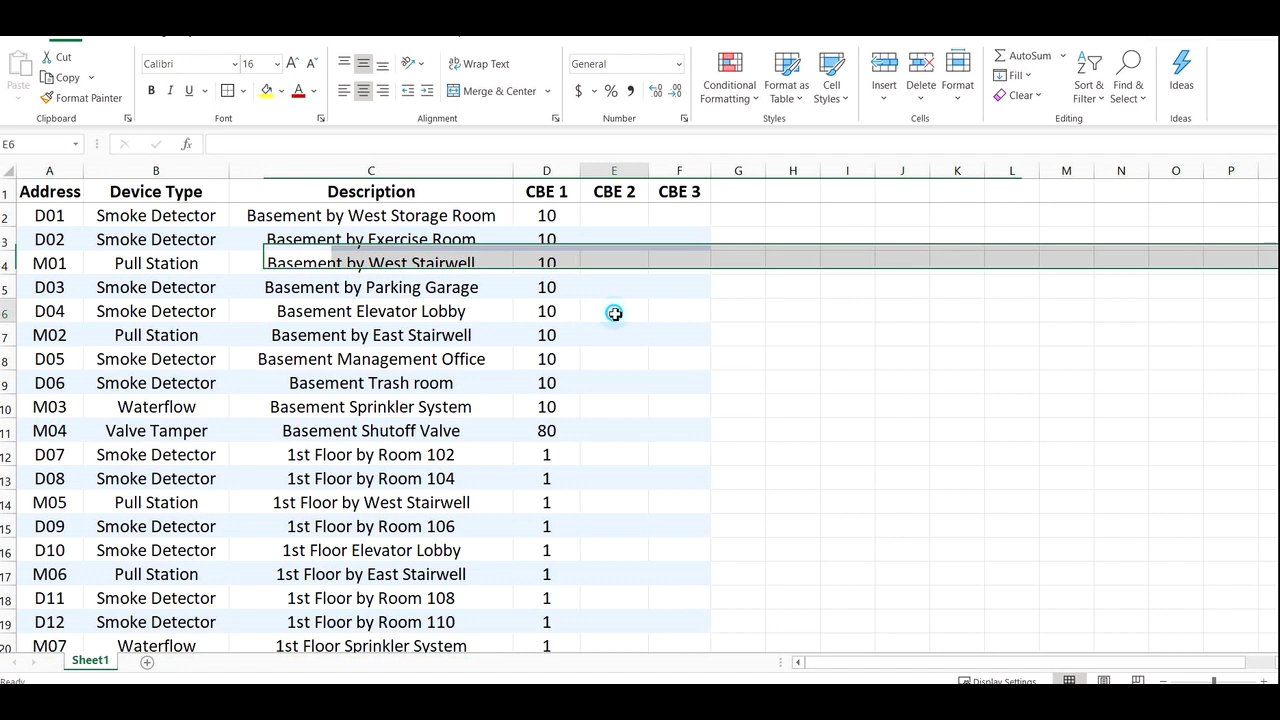 Cut
Calibri 16
Wrap Text
General
AutoSum
Copy
Paste
Format Painter
B I U
Merge & Center
$ % ,
Conditional Formatting
Format as Table
Cell Styles
Insert Delete Format
Fill
Clear
Sort & Filter
Find & Select
Ideas
Clipboard Font Alignment Number Styles Cells Editing Ideas
E6 fx
A B C D E F G H I J K L M N O P
1 Address Device Type Description CBE 1 CBE 2 CBE 3
2 D01 Smoke Detector Basement by West Storage Room 10
3 D02 Smoke Detector Basement by Exercise Room 10
4 M01 Pull Station Basement by West Stairwell 10
5 D03 Smoke Detector Basement by Parking Garage 10
6 D04 Smoke Detector Basement Elevator Lobby 10
7 M02 Pull Station Basement by East Stairwell 10
8 D05 Smoke Detector Basement Management Office 10
9 D06 Smoke Detector Basement Trash room 10
10 M03 Waterflow Basement Sprinkler System 10
11 M04 Valve Tamper Basement Shutoff Valve 80
12 D07 Smoke Detector 1st Floor by Room 102 1
13 D08 Smoke Detector 1st Floor by Room 104 1
14 M05 Pull Station 1st Floor by West Stairwell 1
15 D09 Smoke Detector 1st Floor by Room 106 1
16 D10 Smoke Detector 1st Floor Elevator Lobby 1
17 M06 Pull Station 1st Floor by East Stairwell 1
18 D11 Smoke Detector 1st Floor by Room 108 1
19 D12 Smoke Detector 1st Floor by Room 110 1
20 M07 Waterflow 1st Floor Sprinkler System 1
Sheet1
Ready Display Settings